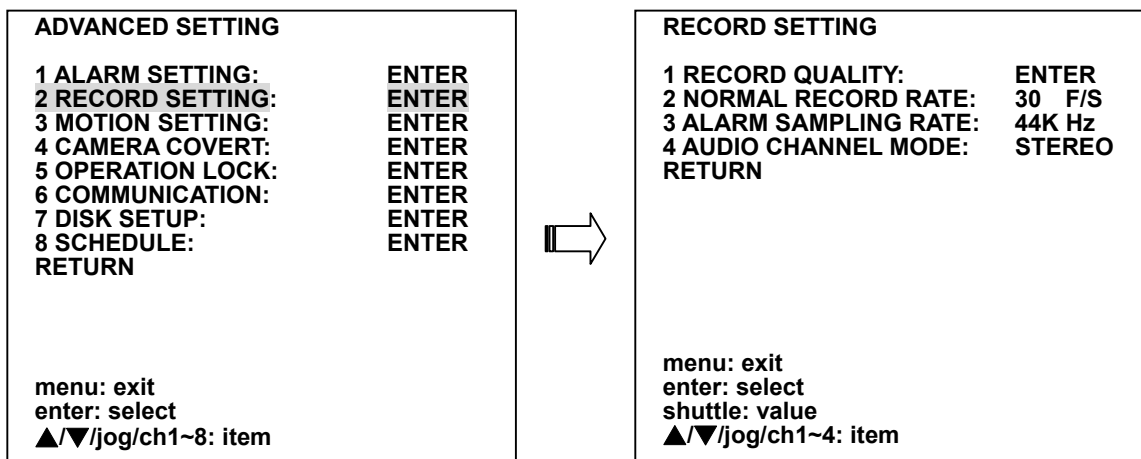 ADVANCED SETTING
1 ALARM SETTING: ENTER
2 RECORD SETTING: ENTER
3 MOTION SETTING: ENTER
4 CAMERA COVERT: ENTER
5 OPERATION LOCK: ENTER
6 COMMUNICATION: ENTER
7 DISK SETUP: ENTER
8 SCHEDULE: ENTER
RETURN
menu: exit
enter: select
▲/▼/jog/ch1~8: item
RECORD SETTING
1 RECORD QUALITY: ENTER
2 NORMAL RECORD RATE: 30 F/S
3 ALARM SAMPLING RATE: 44K Hz
4 AUDIO CHANNEL MODE: STEREO
RETURN
menu: exit
enter: select
shuttle: value
▲/▼/jog/ch1~4: item